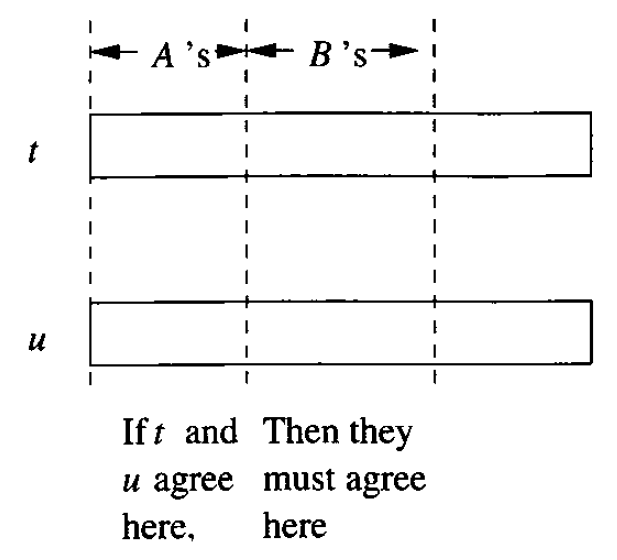 A 's B 's
t
u
If t and Then they
u agree must agree
here, here